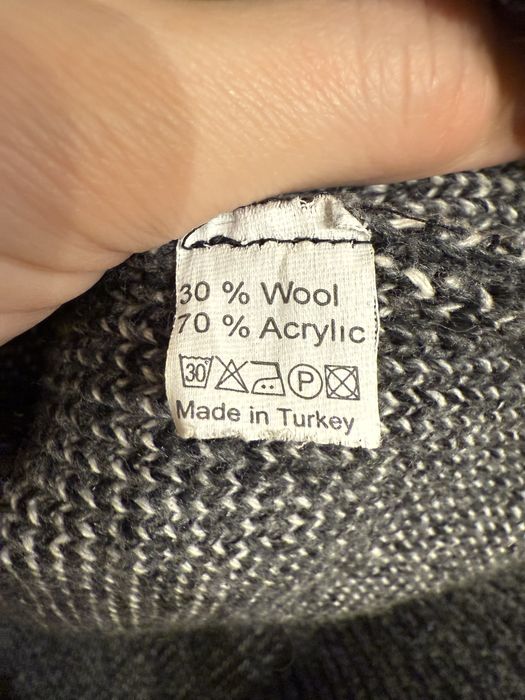 30 % Wool
70 % Acrylic
30 P
Made in Turkey